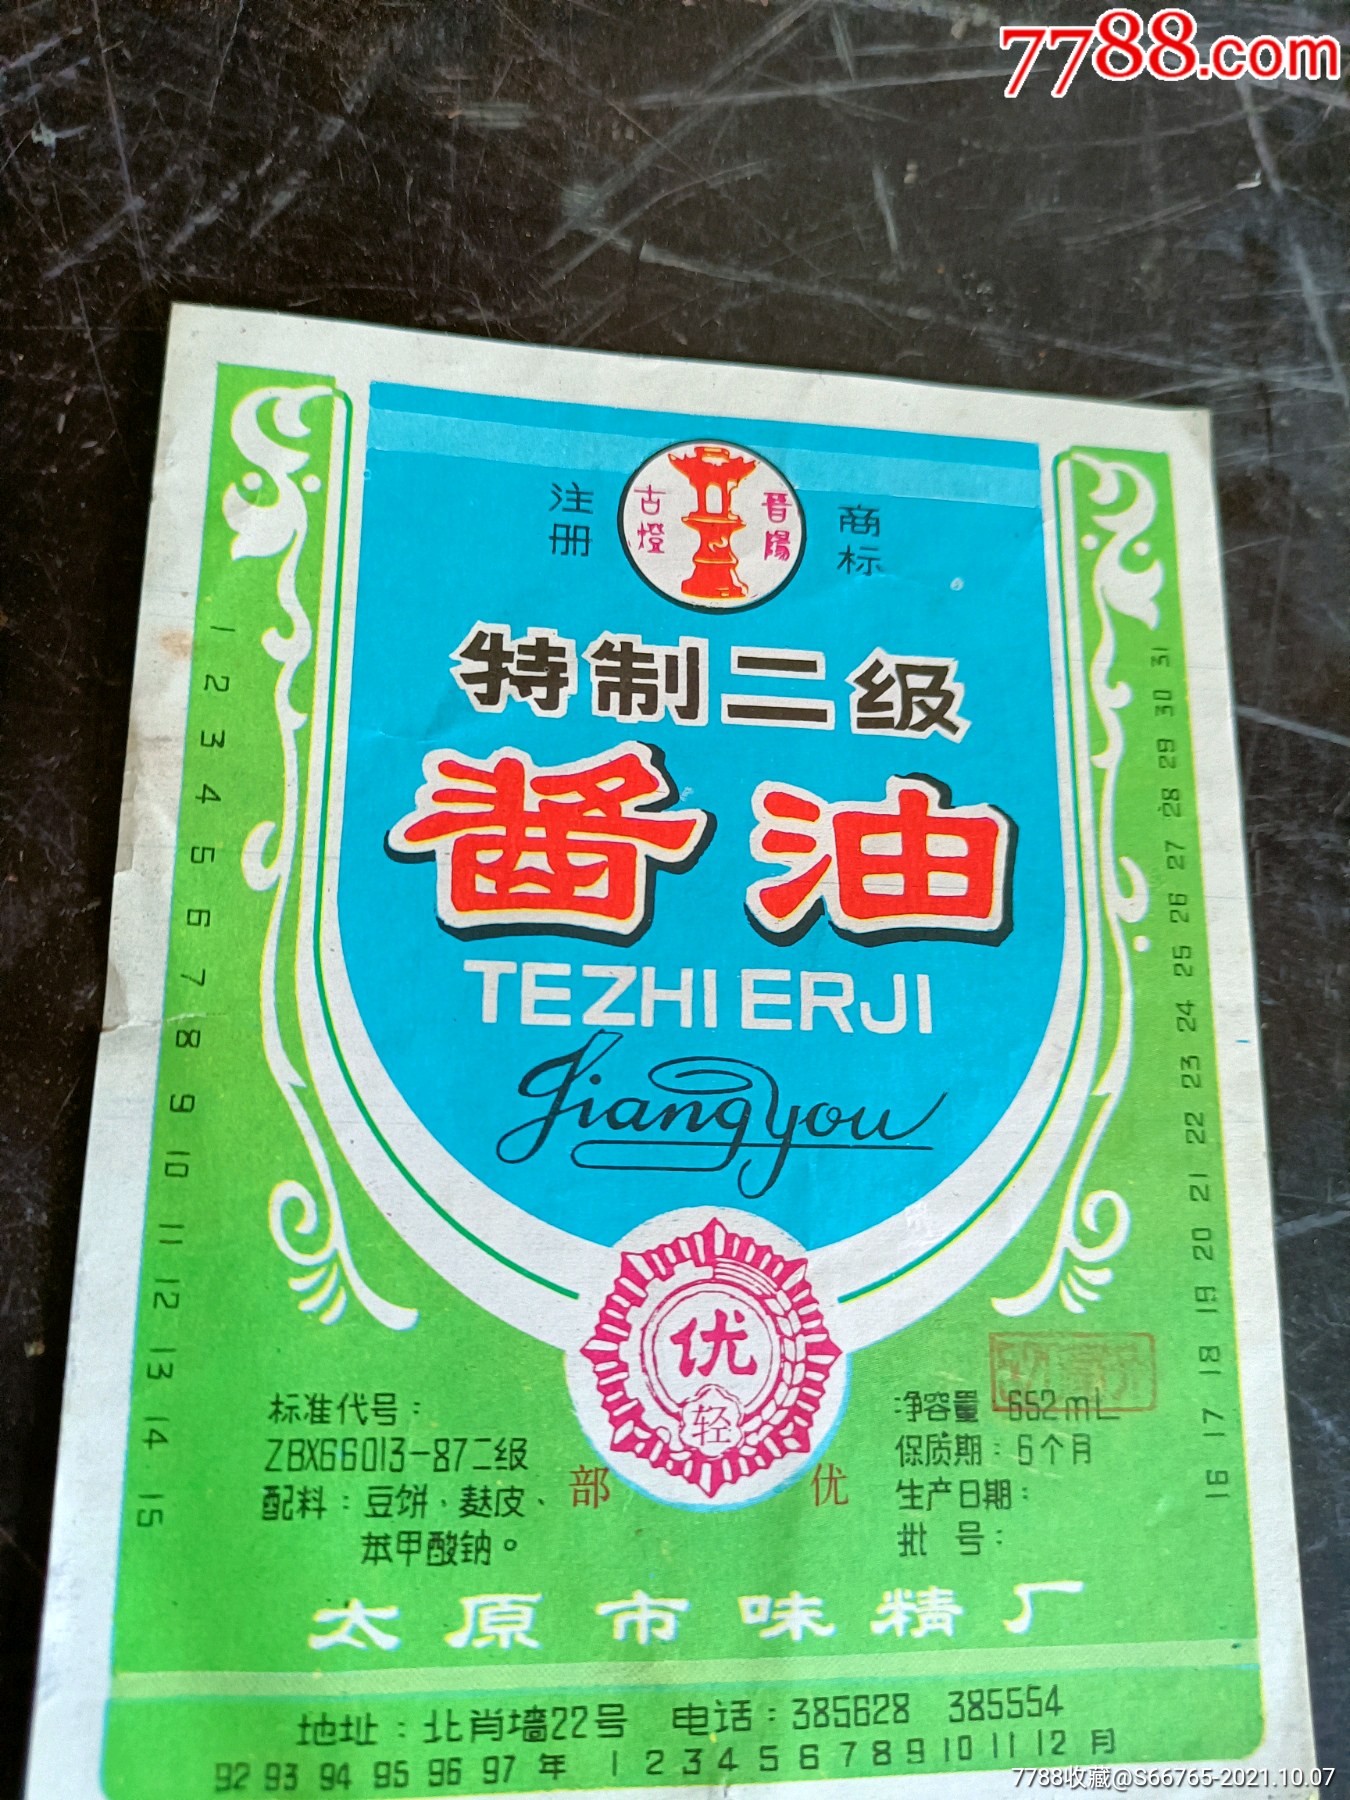 7788.com
注册
古燈
晉陽
商标
特制二级
酱油
TEZHI ERJI
Jiangyou
优
轻
部 优
标准代号：
ZBX66013-87二级
配料：豆饼、麸皮、
苯甲酸钠。
净容量 652mL
保质期：6个月
生产日期：
批号：
太原市味精厂
地址：北肖墙22号 电话：385628 385554
92 93 94 95 96 97 年 1 2 3 4 5 6 7 8 9 10 11 12 月
1 2 3 4 5 6 7 8 9 10 11 12 13 14 15
31 30 29 28 27 26 25 24 23 22 21 20 19 18 17 16
7788收藏@S66765-2021.10.07